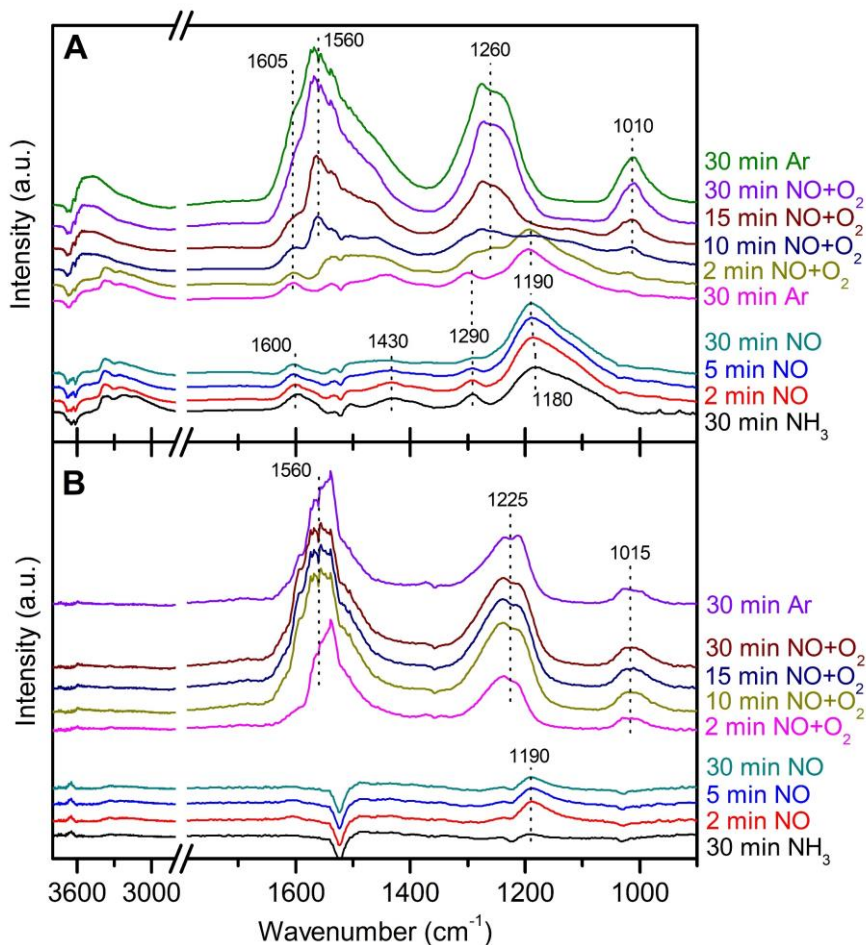 A
1605
1560
1260
1010
30 min Ar
30 min NO+O₂
15 min NO+O₂
10 min NO+O₂
2 min NO+O₂
30 min Ar
1190
1290
1430
1600
1180
30 min NO
5 min NO
2 min NO
30 min NH₃
Intensity (a.u.)
B
1560
1225
1015
30 min Ar
30 min NO+O₂
15 min NO+O₂
10 min NO+O₂
2 min NO+O₂
1190
30 min NO
5 min NO
2 min NO
30 min NH₃
Intensity (a.u.)
3600 3000 1600 1400 1200 1000
Wavenumber (cm⁻¹)